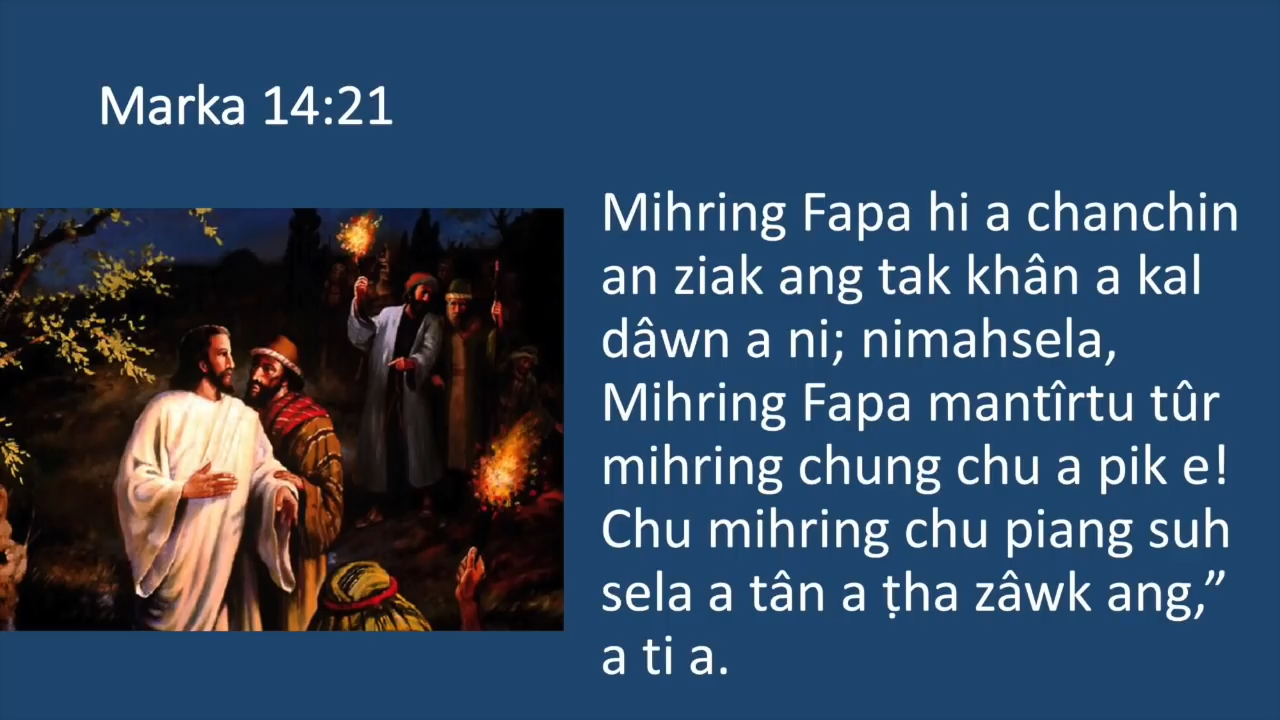 Marka 14:21
Mihring Fapa hi a chanchin
an ziak ang tak khân a kal
dâwn a ni; nimahsela,
Mihring Fapa mantîrtu tûr
mihring chung chu a pik e!
Chu mihring chu piang suh
sela a tân a ṭha zâwk ang,”
a ti a.